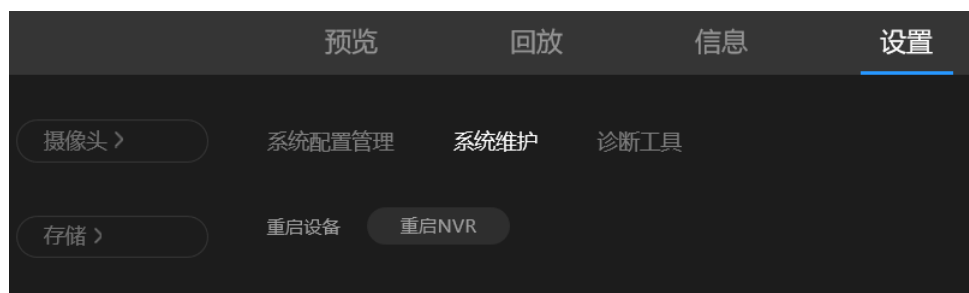 预览 回放 信息 设置
摄像头 > 系统配置管理 系统维护 诊断工具
存储 > 重启设备 重启NVR